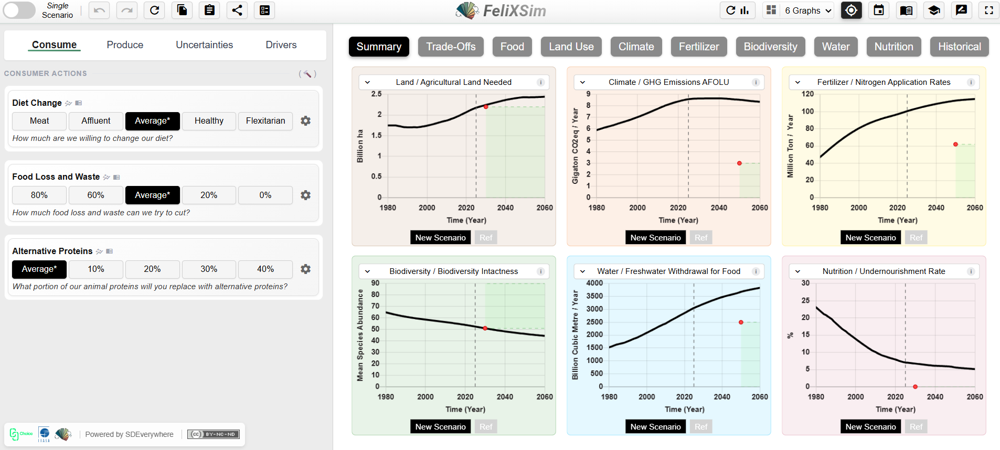 Single
Scenario
FeliXSim
6 Graphs
Consume Produce Uncertainties Drivers
CONSUMER ACTIONS
( )
Diet Change
Meat Affluent Average* Healthy Flexitarian
How much are we willing to change our diet?
Food Loss and Waste
80% 60% Average* 20% 0%
How much food loss and waste can we try to cut?
Alternative Proteins
Average* 10% 20% 30% 40%
What portion of our animal proteins will you replace with alternative proteins?
Choice
IIASA
Powered by SDEverywhere
cc BY-NC-ND
Summary Trade-Offs Food Land Use Climate Fertilizer Biodiversity Water Nutrition Historical
Land / Agricultural Land Needed i
Billion ha
2.5
2
1.5
1
0.5
0
1980 2000 2020 2040 2060
Time (Year)
New Scenario Ref
Climate / GHG Emissions AFOLU i
Gigaton CO2eq / Year
9
8
7
6
5
4
3
2
1
0
1980 2000 2020 2040 2060
Time (Year)
New Scenario Ref
Fertilizer / Nitrogen Application Rates i
Million Ton / Year
120
100
80
60
40
20
0
1980 2000 2020 2040 2060
Time (Year)
New Scenario Ref
Biodiversity / Biodiversity Intactness i
Mean Species Abundance
90
80
70
60
50
40
30
20
10
0
1980 2000 2020 2040 2060
Time (Year)
New Scenario Ref
Water / Freshwater Withdrawal for Food i
Billion Cubic Metre / Year
4000
3500
3000
2500
2000
1500
1000
500
0
1980 2000 2020 2040 2060
Time (Year)
New Scenario Ref
Nutrition / Undernourishment Rate i
%
30
25
20
15
10
5
0
1980 2000 2020 2040 2060
Time (Year)
New Scenario Ref